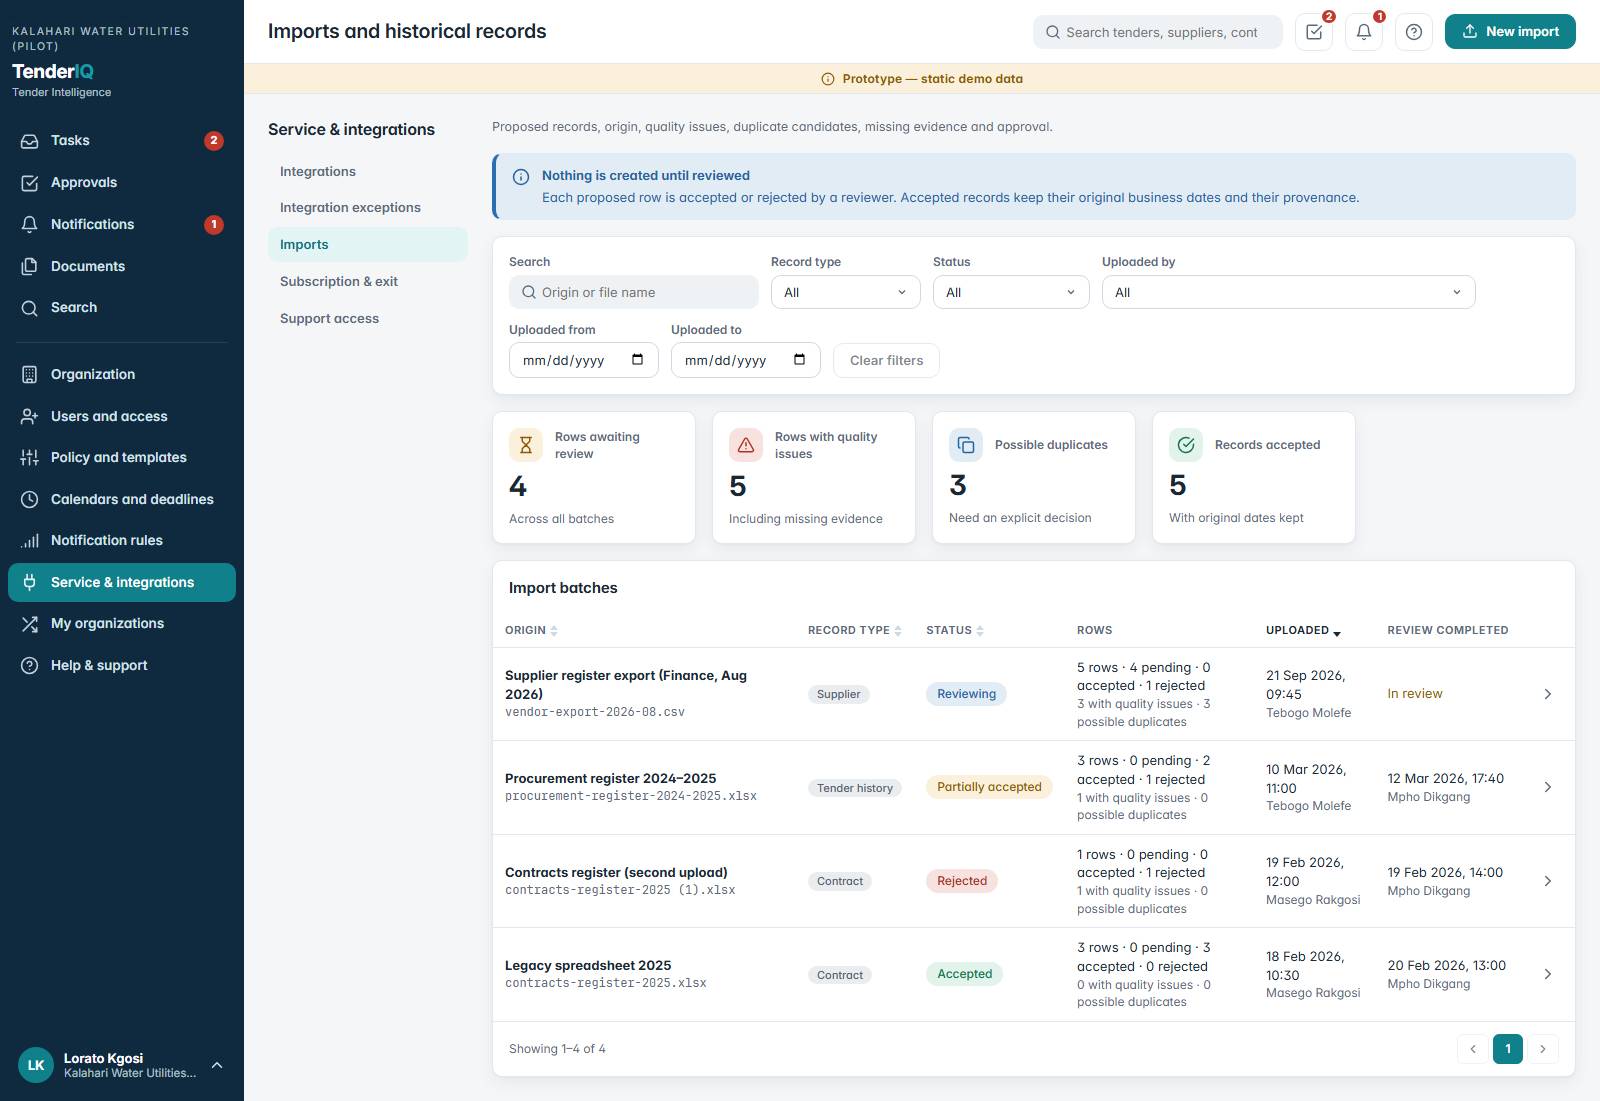 KALAHARI WATER UTILITIES
(PILOT)
TenderIQ
Tender Intelligence
Tasks 2
Approvals
Notifications 1
Documents
Search
Organization
Users and access
Policy and templates
Calendars and deadlines
Notification rules
Service & integrations
My organizations
Help & support
LK
Lorato Kgosi
Kalahari Water Utilities...
Imports and historical records
Search tenders, suppliers, cont
2
1
New import
Prototype — static demo data
Service & integrations
Integrations
Integration exceptions
Imports
Subscription & exit
Support access
Proposed records, origin, quality issues, duplicate candidates, missing evidence and approval.
Nothing is created until reviewed
Each proposed row is accepted or rejected by a reviewer. Accepted records keep their original business dates and their provenance.
Search Record type Status Uploaded by
Origin or file name All All All
Uploaded from Uploaded to
mm/dd/yyyy mm/dd/yyyy Clear filters
Rows awaiting
review
4
Across all batches
Rows with quality
issues
5
Including missing evidence
Possible duplicates
3
Need an explicit decision
Records accepted
5
With original dates kept
Import batches
ORIGIN RECORD TYPE STATUS ROWS UPLOADED REVIEW COMPLETED
Supplier register export (Finance, Aug
2026)
vendor-export-2026-08.csv
Supplier
Reviewing
5 rows · 4 pending · 0
accepted · 1 rejected
3 with quality issues · 3
possible duplicates
21 Sep 2026,
09:45
Tebogo Molefe
In review
Procurement register 2024–2025
procurement-register-2024-2025.xlsx
Tender history
Partially accepted
3 rows · 0 pending · 2
accepted · 1 rejected
1 with quality issues · 0
possible duplicates
10 Mar 2026,
11:00
Tebogo Molefe
12 Mar 2026, 17:40
Mpho Dikgang
Contracts register (second upload)
contracts-register-2025 (1).xlsx
Contract
Rejected
1 rows · 0 pending · 0
accepted · 1 rejected
1 with quality issues · 0
possible duplicates
19 Feb 2026,
12:00
Masego Rakgosi
19 Feb 2026, 14:00
Mpho Dikgang
Legacy spreadsheet 2025
contracts-register-2025.xlsx
Contract
Accepted
3 rows · 0 pending · 3
accepted · 0 rejected
0 with quality issues · 0
possible duplicates
18 Feb 2026,
10:30
Masego Rakgosi
20 Feb 2026, 13:00
Mpho Dikgang
Showing 1–4 of 4
1